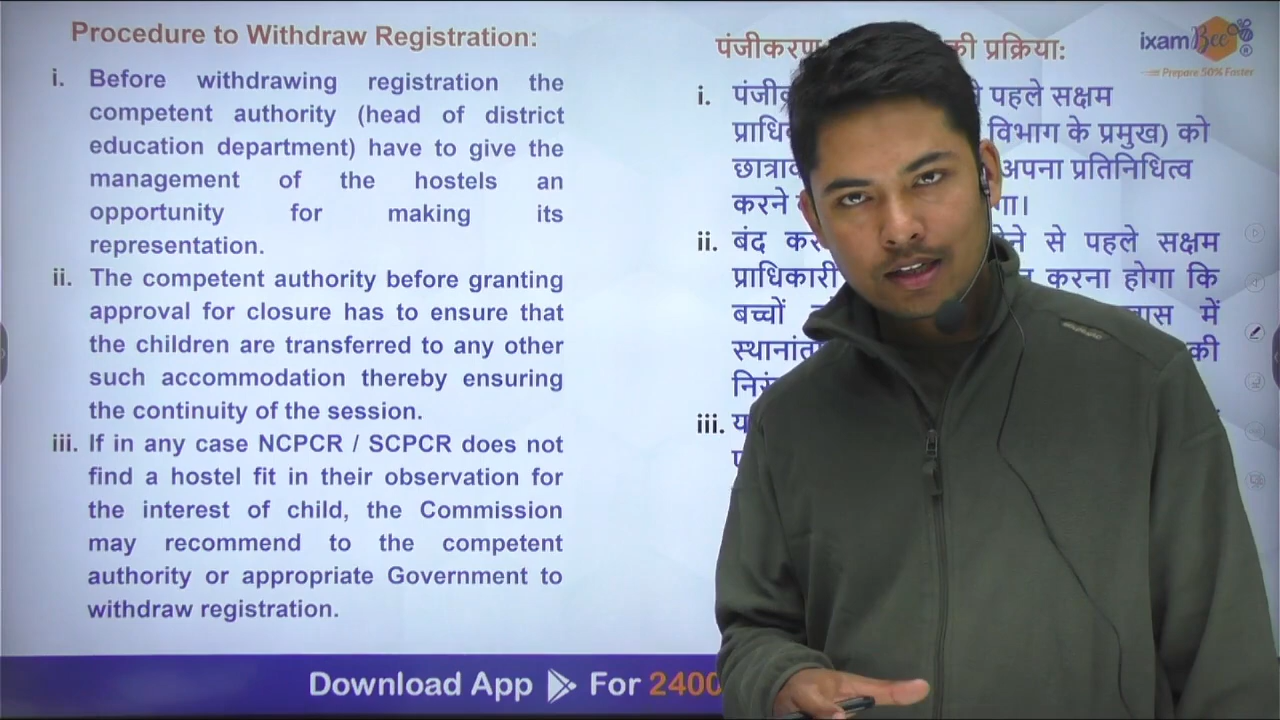 Procedure to Withdraw Registration:
i. Before withdrawing registration the
competent authority (head of district
education department) have to give the
management of the hostels an
opportunity for making its
representation.
ii. The competent authority before granting
approval for closure has to ensure that
the children are transferred to any other
such accommodation thereby ensuring
the continuity of the session.
iii. If in any case NCPCR / SCPCR does not
find a hostel fit in their observation for
the interest of child, the Commission
may recommend to the competent
authority or appropriate Government to
withdraw registration.
पंजीकरण की प्रक्रिया:
i. पहले सक्षम
विभाग के प्रमुख) को
अपना प्रतिनिधित्व
करने
ii. बंद से पहले सक्षम
प्राधिकारी करना होगा कि
बच्चों में
की
iii.
ixamBee
Prepare 50% Faster
Download App For 2400